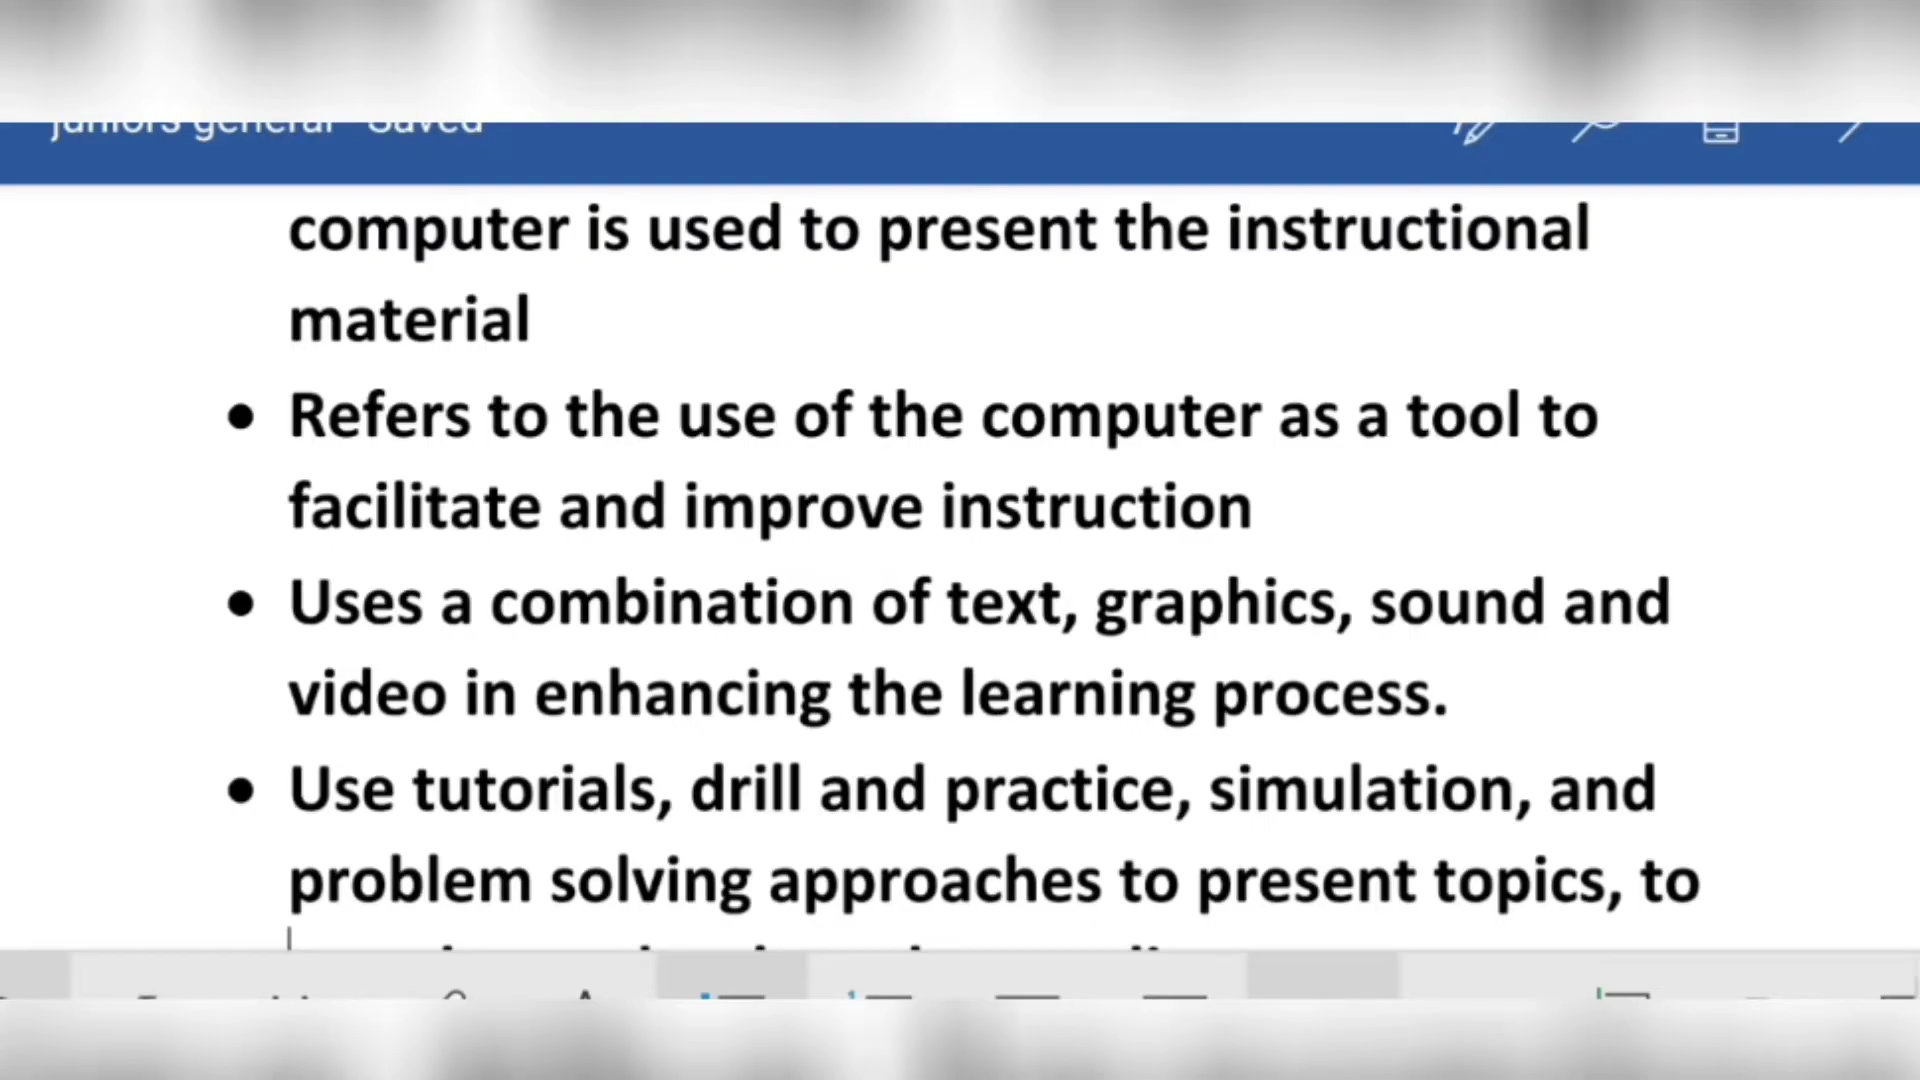 juniors general - Saved
computer is used to present the instructional
material
• Refers to the use of the computer as a tool to
facilitate and improve instruction
• Uses a combination of text, graphics, sound and
video in enhancing the learning process.
• Use tutorials, drill and practice, simulation, and
problem solving approaches to present topics, to